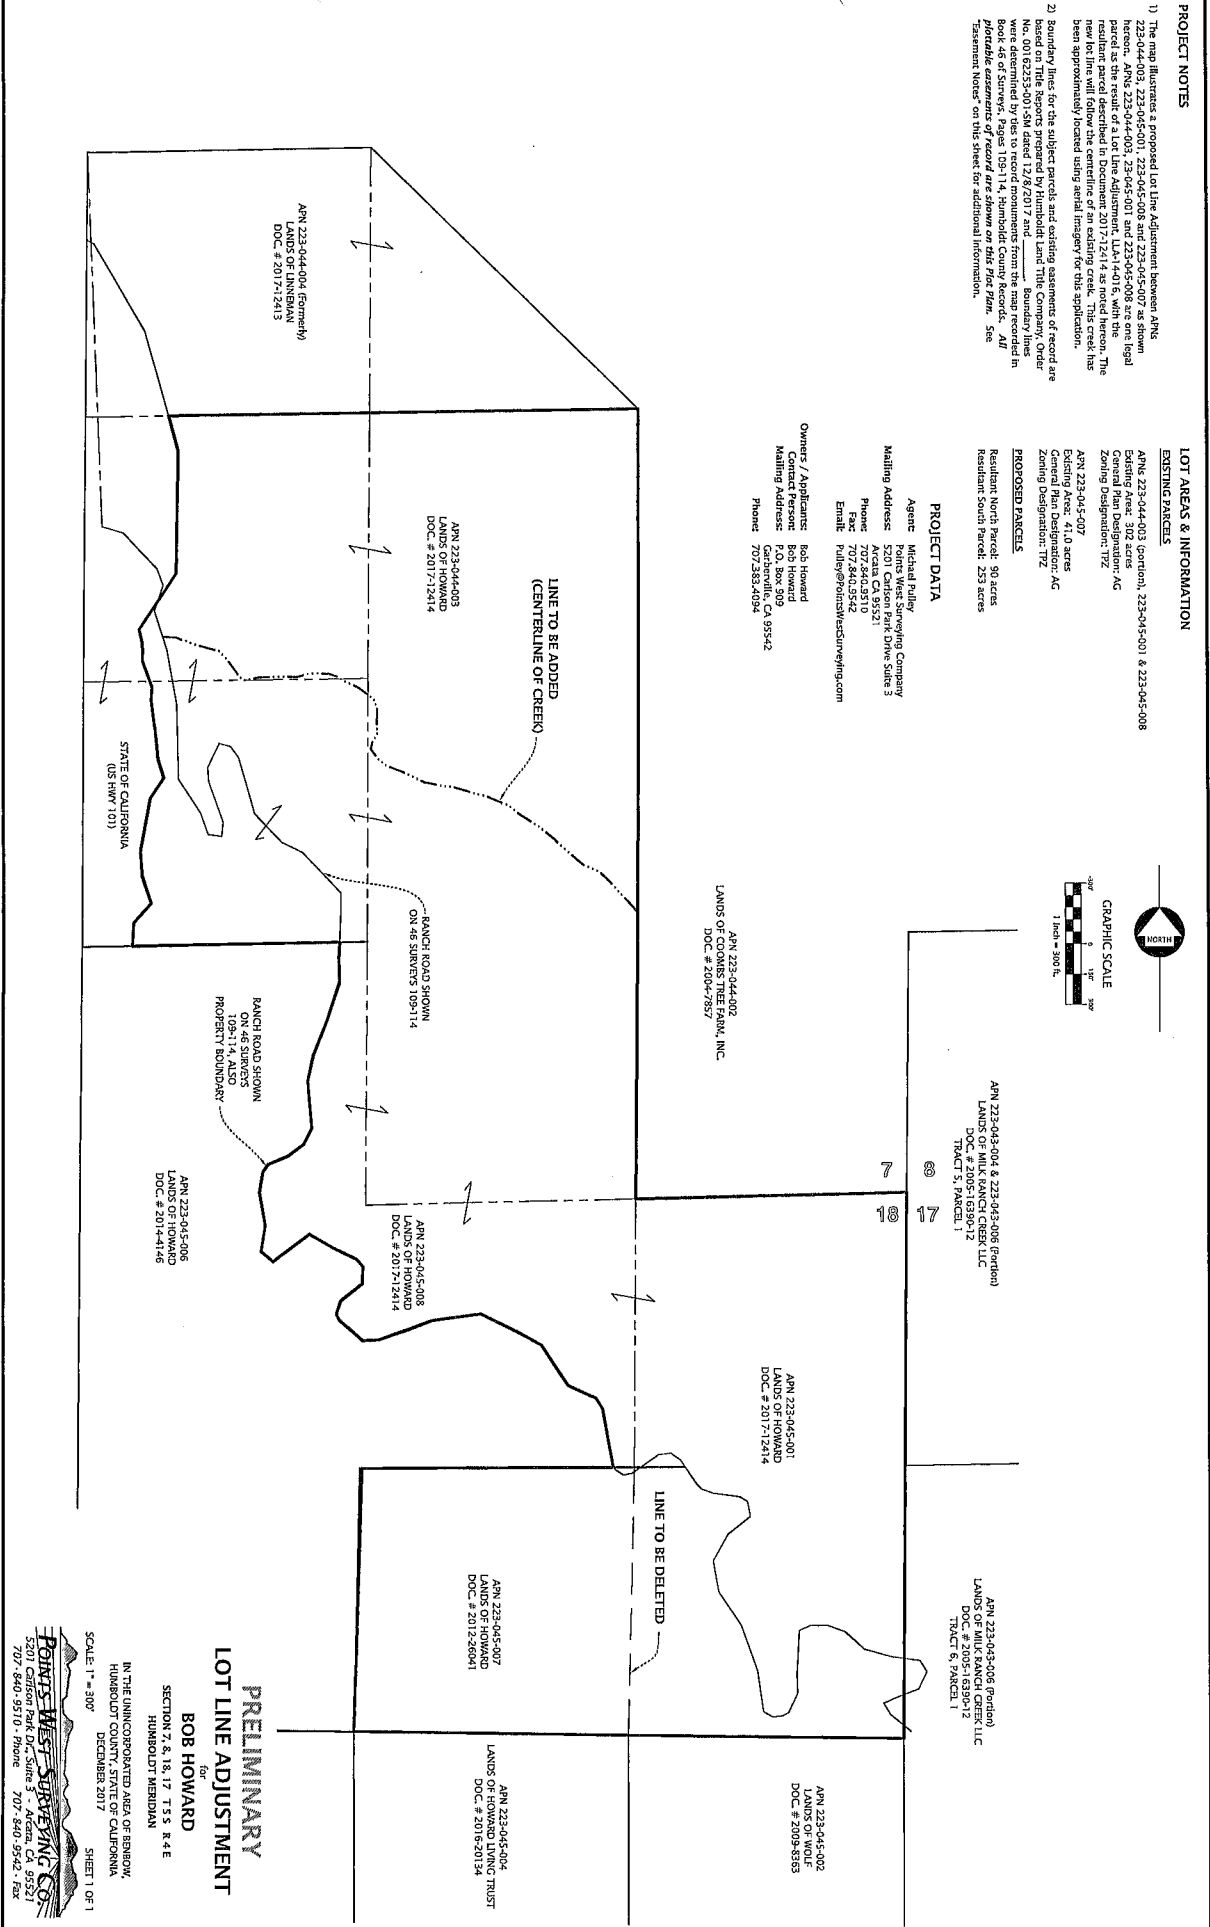 PROJECT NOTES
1) The map illustrates a proposed Lot Line Adjustment between APNs
223-044-003, 223-045-001, 223-045-008 and 223-045-007 as shown
hereon. APNs 223-044-003, 23-045-001 and 223-045-008 are one legal
parcel as the result of a Lot Line Adjustment, LLA-14-016, with the
resultant parcel described in Document 2017-12414 as noted hereon. The
new lot line will follow the centerline of an existing creek. This creek has
been approximately located using aerial imagery for this application.
2) Boundary lines for the subject parcels and existing easements of record are
based on Title Reports prepared by Humboldt Land Title Company, Order
No. 00162253-001-SM dated 12/8/2017 and ________. Boundary lines
were determined by ties to record monuments from the map recorded in
Book 46 of Surveys, Pages 109-114, Humboldt County Records. All
plottable easements of record are shown on this Plot Plan. See
"Easement Notes" on this sheet for additional information.
LOT AREAS & INFORMATION
EXISTING PARCELS
APNs 223-044-003 (portion), 223-045-001 & 223-045-008
Existing Area: 302 acres
General Plan Designation: AG
Zoning Designation: TPZ
APN 223-045-007
Existing Area: 41.0 acres
General Plan Designation: AG
Zoning Designation: TPZ
PROPOSED PARCELS
Resultant North Parcel: 90 acres
Resultant South Parcel: 253 acres
PROJECT DATA
Agent: Michael Pulley
Points West Surveying Company
Mailing Address: 5201 Carlson Park Drive Suite 3
Arcata CA 95521
Phone: 707.840.9510
Fax: 707.840.9542
Email: Pulley@PointsWestSurveying.com
Owners / Applicants: Bob Howard
Contact Person: Bob Howard
Mailing Address: P.O. Box 909
Garberville, CA 95542
Phone: 707.383.4094
NORTH
GRAPHIC SCALE
300' 0 150' 300'
1 Inch = 300 ft.
APN 223-043-004 & 223-043-006 (Portion)
LANDS OF MILK RANCH CREEK LLC
DOC. # 2005-16390-12
TRACT 5, PARCEL 1
APN 223-043-006 (Portion)
LANDS OF MILK RANCH CREEK LLC
DOC. # 2005-16390-12
TRACT 6, PARCEL 1
7 8
18 17
APN 223-044-002
LANDS OF COOMBS TREE FARM, INC.
DOC. # 2004-7857
APN 223-045-001
LANDS OF HOWARD
DOC. # 2017-12414
APN 223-045-002
LANDS OF WOLF
DOC. # 2009-8363
LINE TO BE DELETED
LINE TO BE ADDED
(CENTERLINE OF CREEK)
APN 223-044-003
LANDS OF HOWARD
DOC. # 2017-12414
APN 223-044-004 (Formerly)
LANDS OF LINNEMAN
DOC. # 2017-12413
RANCH ROAD SHOWN
ON 46 SURVEYS 109-114
APN 223-045-008
LANDS OF HOWARD
DOC. # 2017-12414
APN 223-045-007
LANDS OF HOWARD
DOC. # 2012-26041
APN 223-045-004
LANDS OF HOWARD LIVING TRUST
DOC. # 2016-20134
RANCH ROAD SHOWN
ON 46 SURVEYS
109-114, ALSO
PROPERTY BOUNDARY
APN 223-045-006
LANDS OF HOWARD
DOC. # 2014-4146
STATE OF CALIFORNIA
(US HWY 101)
PRELIMINARY
LOT LINE ADJUSTMENT
for
BOB HOWARD
SECTION 7, 8, 18, 17 T 5 S R 4 E
HUMBOLDT MERIDIAN
IN THE UNINCORPORATED AREA OF BENBOW,
HUMBOLDT COUNTY, STATE OF CALIFORNIA
DECEMBER 2017
SCALE: 1" = 300' SHEET 1 OF 1
POINTS WEST SURVEYING CO.
5201 Carlson Park Dr., Suite 3 - Arcata, CA 95521
707 · 840 · 9510 · Phone 707 · 840 · 9542 · Fax